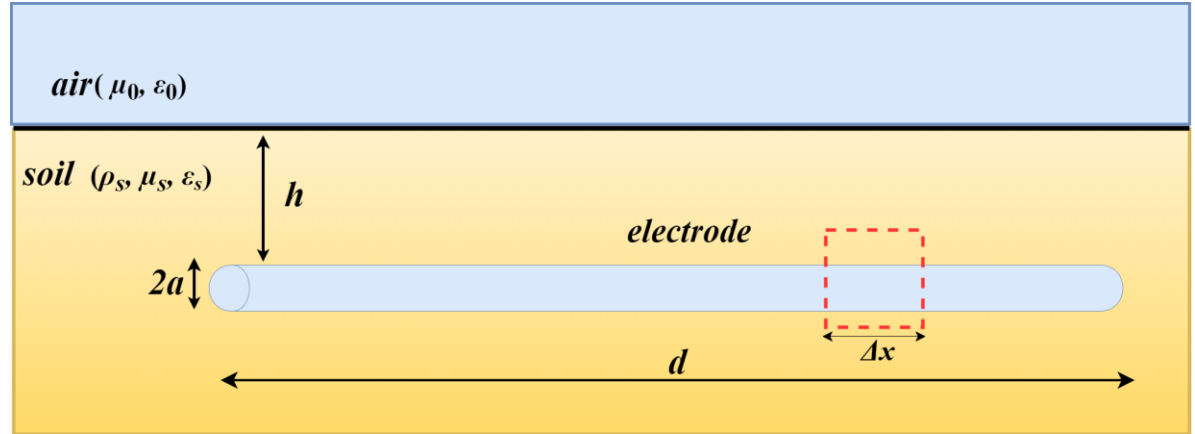 air( μ₀, ε₀)
soil (ρₛ, μₛ, εₛ)
h
electrode
2a
Δx
d